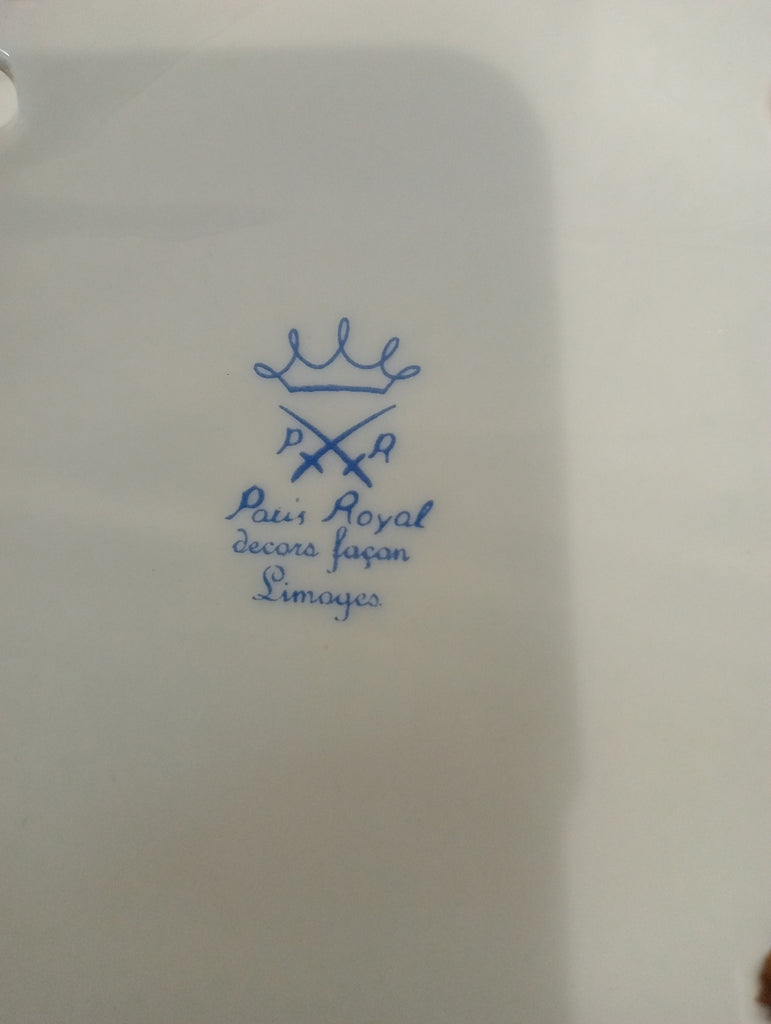 P R
Paris Royal
decors façon
Limoges